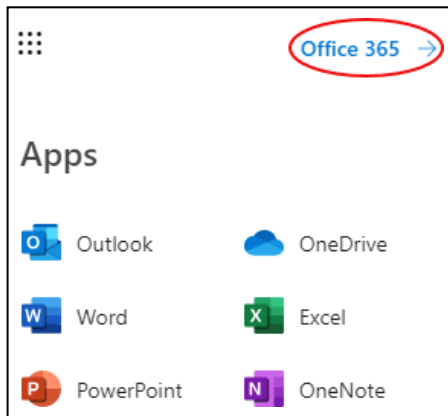 Office 365 →
Apps
Outlook
OneDrive
Word
Excel
PowerPoint
OneNote